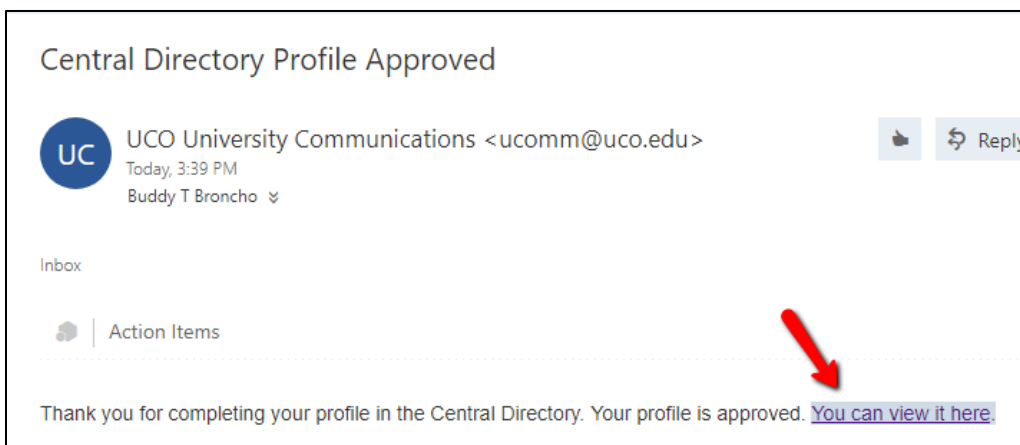 Central Directory Profile Approved
UC
UCO University Communications <ucomm@uco.edu>
Reply
Today, 3:39 PM
Buddy T Broncho
Inbox
Action Items
Thank you for completing your profile in the Central Directory. Your profile is approved. You can view it here.